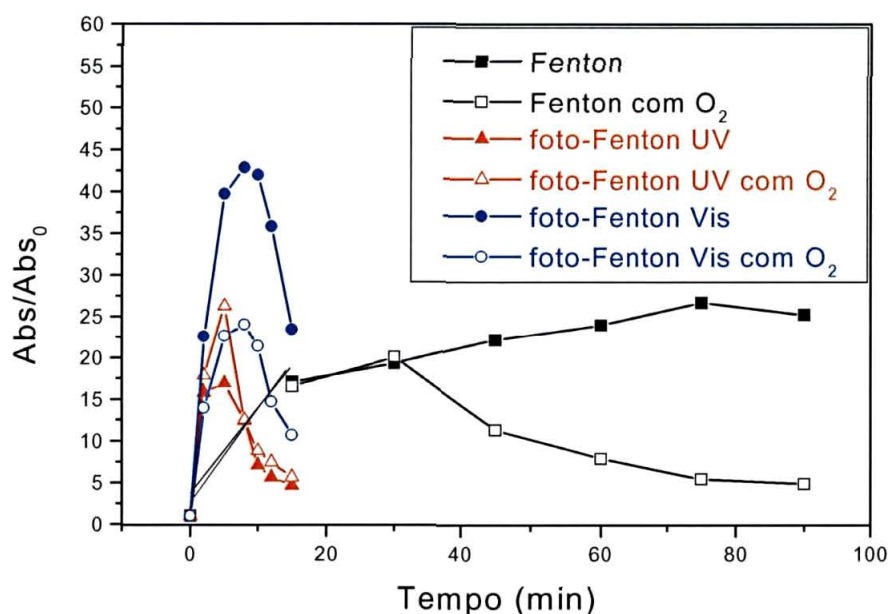 60
55
50
45
40
35
30
25
20
15
10
5
0
Abs/Abs₀
Fenton
Fenton com O₂
foto-Fenton UV
foto-Fenton UV com O₂
foto-Fenton Vis
foto-Fenton Vis com O₂
0 20 40 60 80 100
Tempo (min)